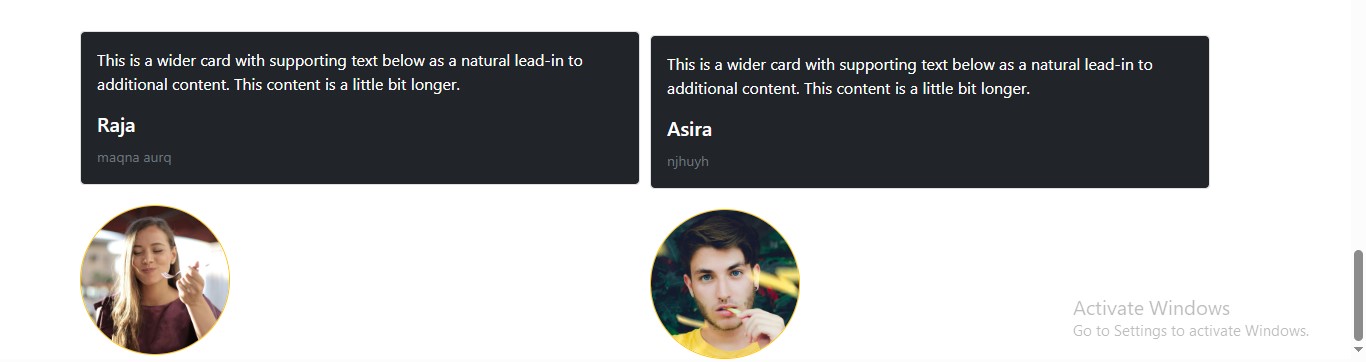 This is a wider card with supporting text below as a natural lead-in to
additional content. This content is a little bit longer.
Raja
maqna aurq
This is a wider card with supporting text below as a natural lead-in to
additional content. This content is a little bit longer.
Asira
njhuyh
Activate Windows
Go to Settings to activate Windows.